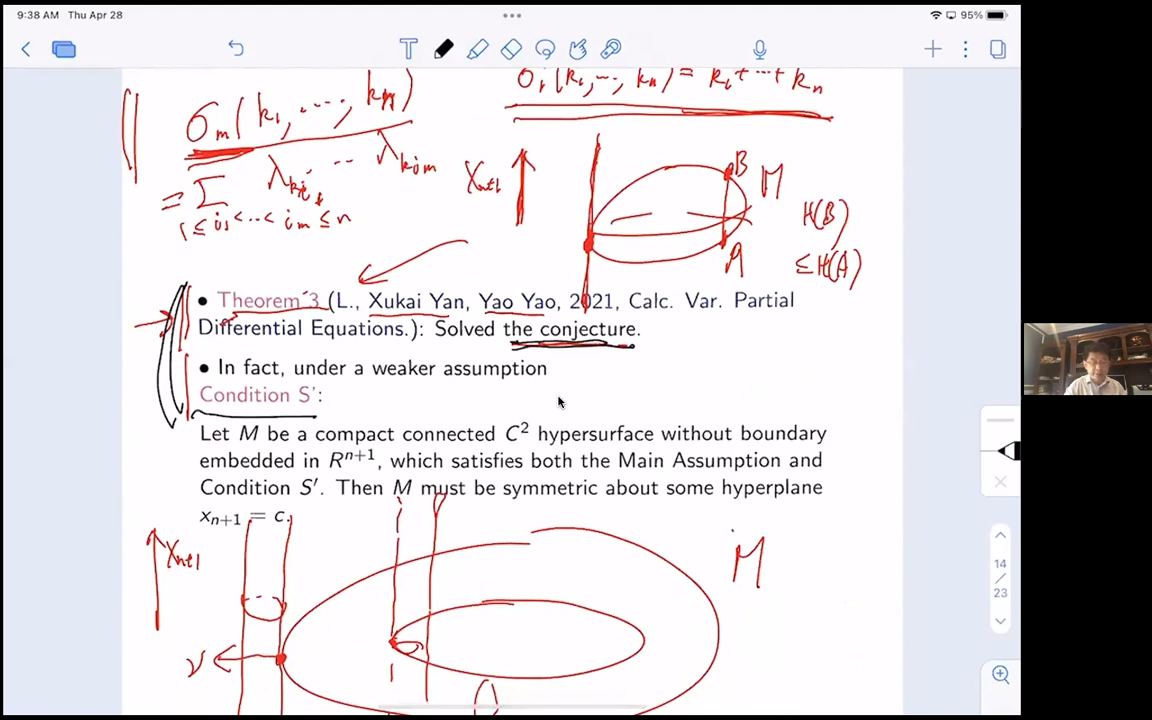 9:38 AM Thu Apr 28
95%
σ₁(k₁, ..., kₙ) = k₁ + ... + kₙ
σₘ(k₁, ....,
= Σ
1 ≤ i₁ < .. < iₘ ≤ n
Xₙ₊₁
B
M
H(B)
≤ H(A)
A
• Theorem 3 (L., Xukai Yan, Yao Yao, 2021, Calc. Var. Partial
Differential Equations.): Solved the conjecture.
• In fact, under a weaker assumption
Condition S':
Let M be a compact connected C² hypersurface without boundary
embedded in Rⁿ⁺¹, which satisfies both the Main Assumption and
Condition S'. Then M must be symmetric about some hyperplane
xₙ₊₁ = c.
Xₙ₊₁
M
ν
14
/
23